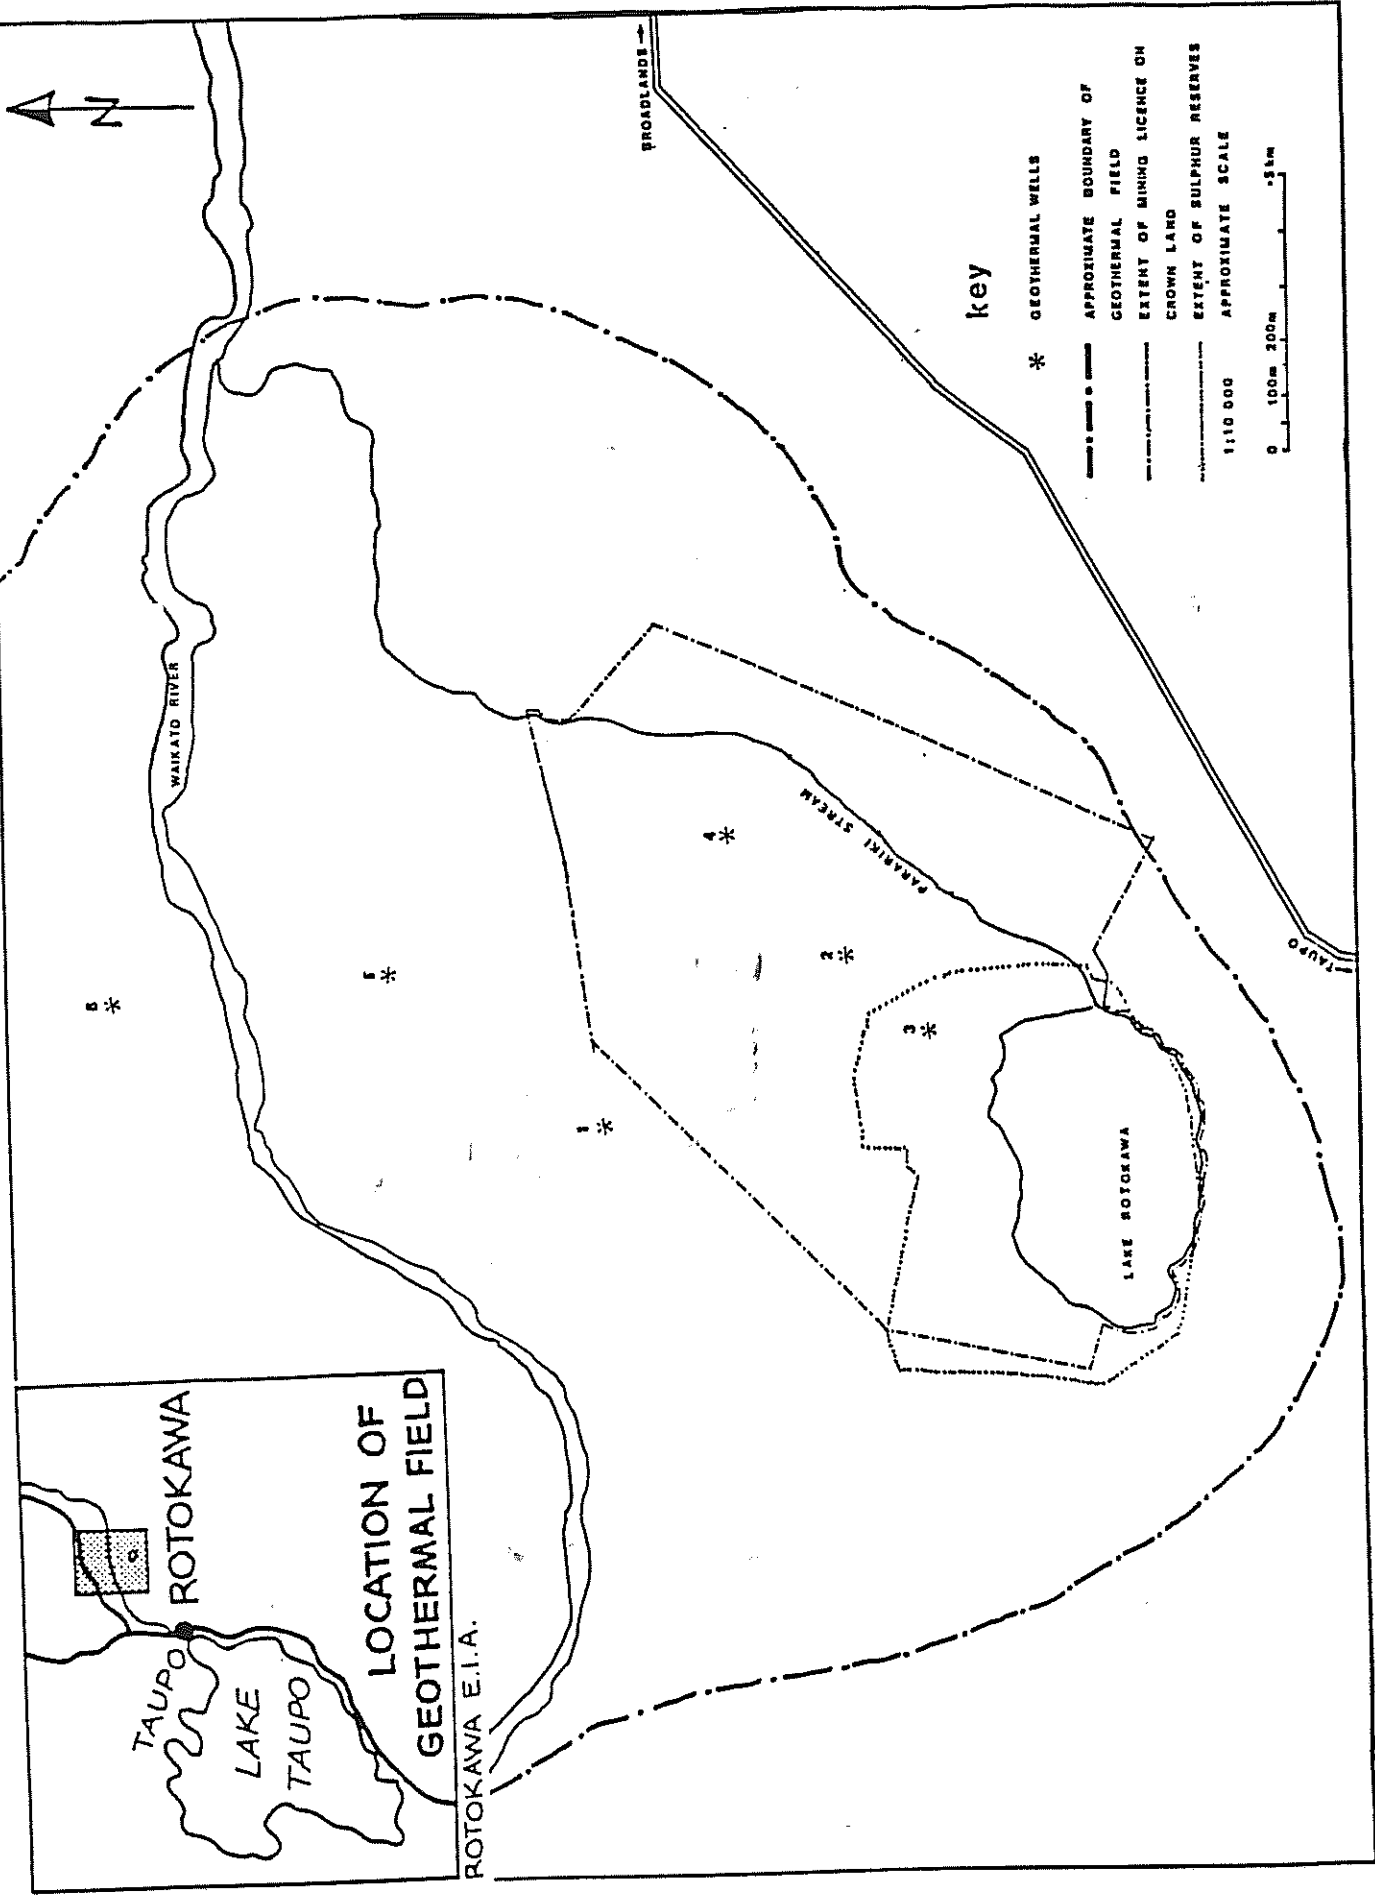 N
BROADLANDS
WAIKATO RIVER
5
4
2
3
1
PARARIKI STREAM
LAKE ROTOKAWA
TAUPO
key
* GEOTHERMAL WELLS
APPROXIMATE BOUNDARY OF
GEOTHERMAL FIELD
EXTENT OF MINING LICENCE ON
CROWN LAND
EXTENT OF SULPHUR RESERVES
1:10 000 APPROXIMATE SCALE
0 100m 200m .5km
TAUPO
ROTOKAWA
LAKE
TAUPO
LOCATION OF
GEOTHERMAL FIELD
ROTOKAWA E.I.A.